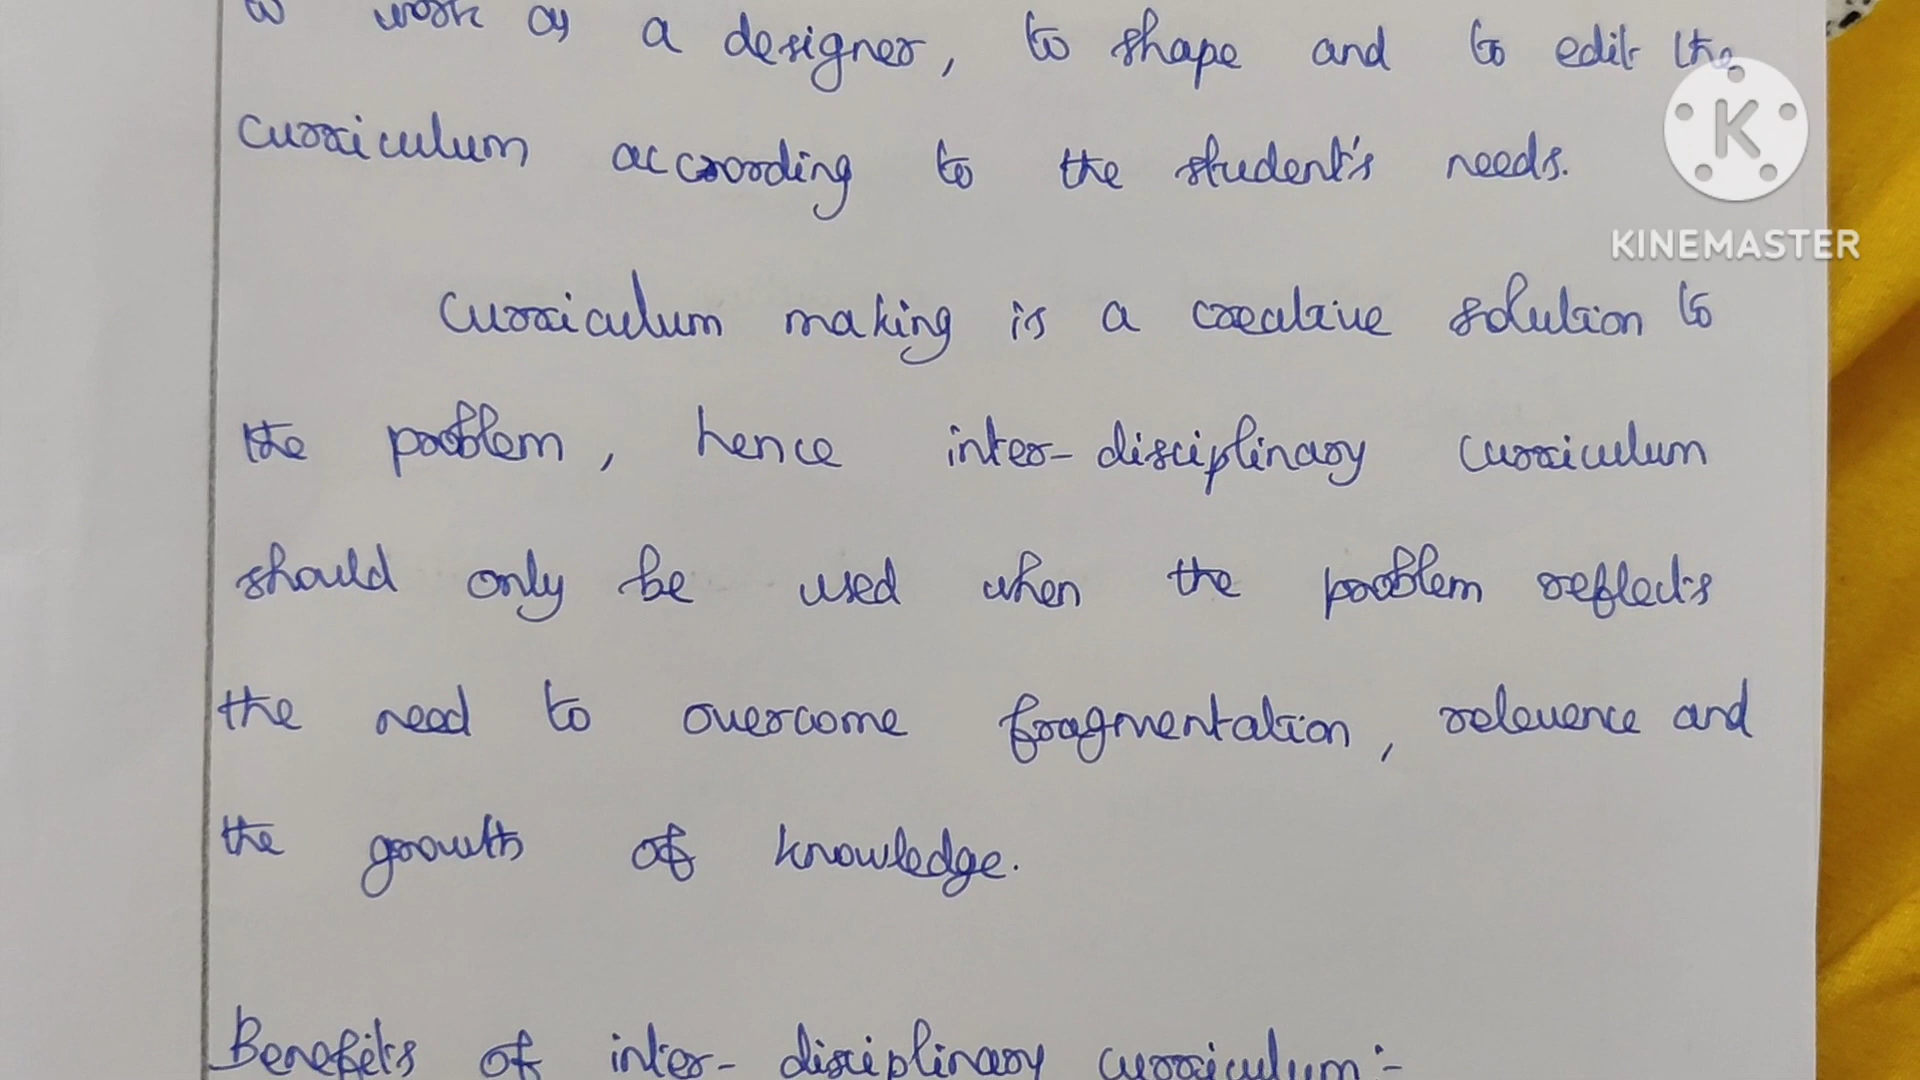 to work as a designer, to shape and to edit the
curriculum according to the student's needs.
K
KINEMASTER
Curriculum making is a creative solution to
the problem, hence inter-disciplinary curriculum
should only be used when the problem reflects
the need to overcome fragmentation, relevence and
the growth of knowledge.
Benefits of inter-disciplinary curriculum:-